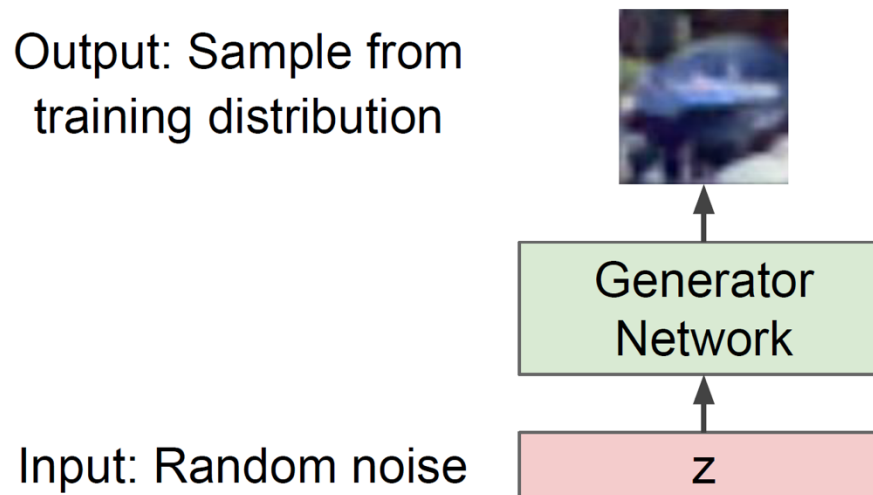 Output: Sample from
training distribution
Generator
Network
Input: Random noise
z